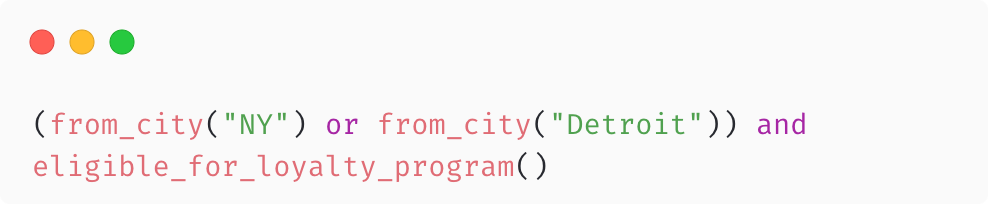 (from_city("NY") or from_city("Detroit")) and
eligible_for_loyalty_program()